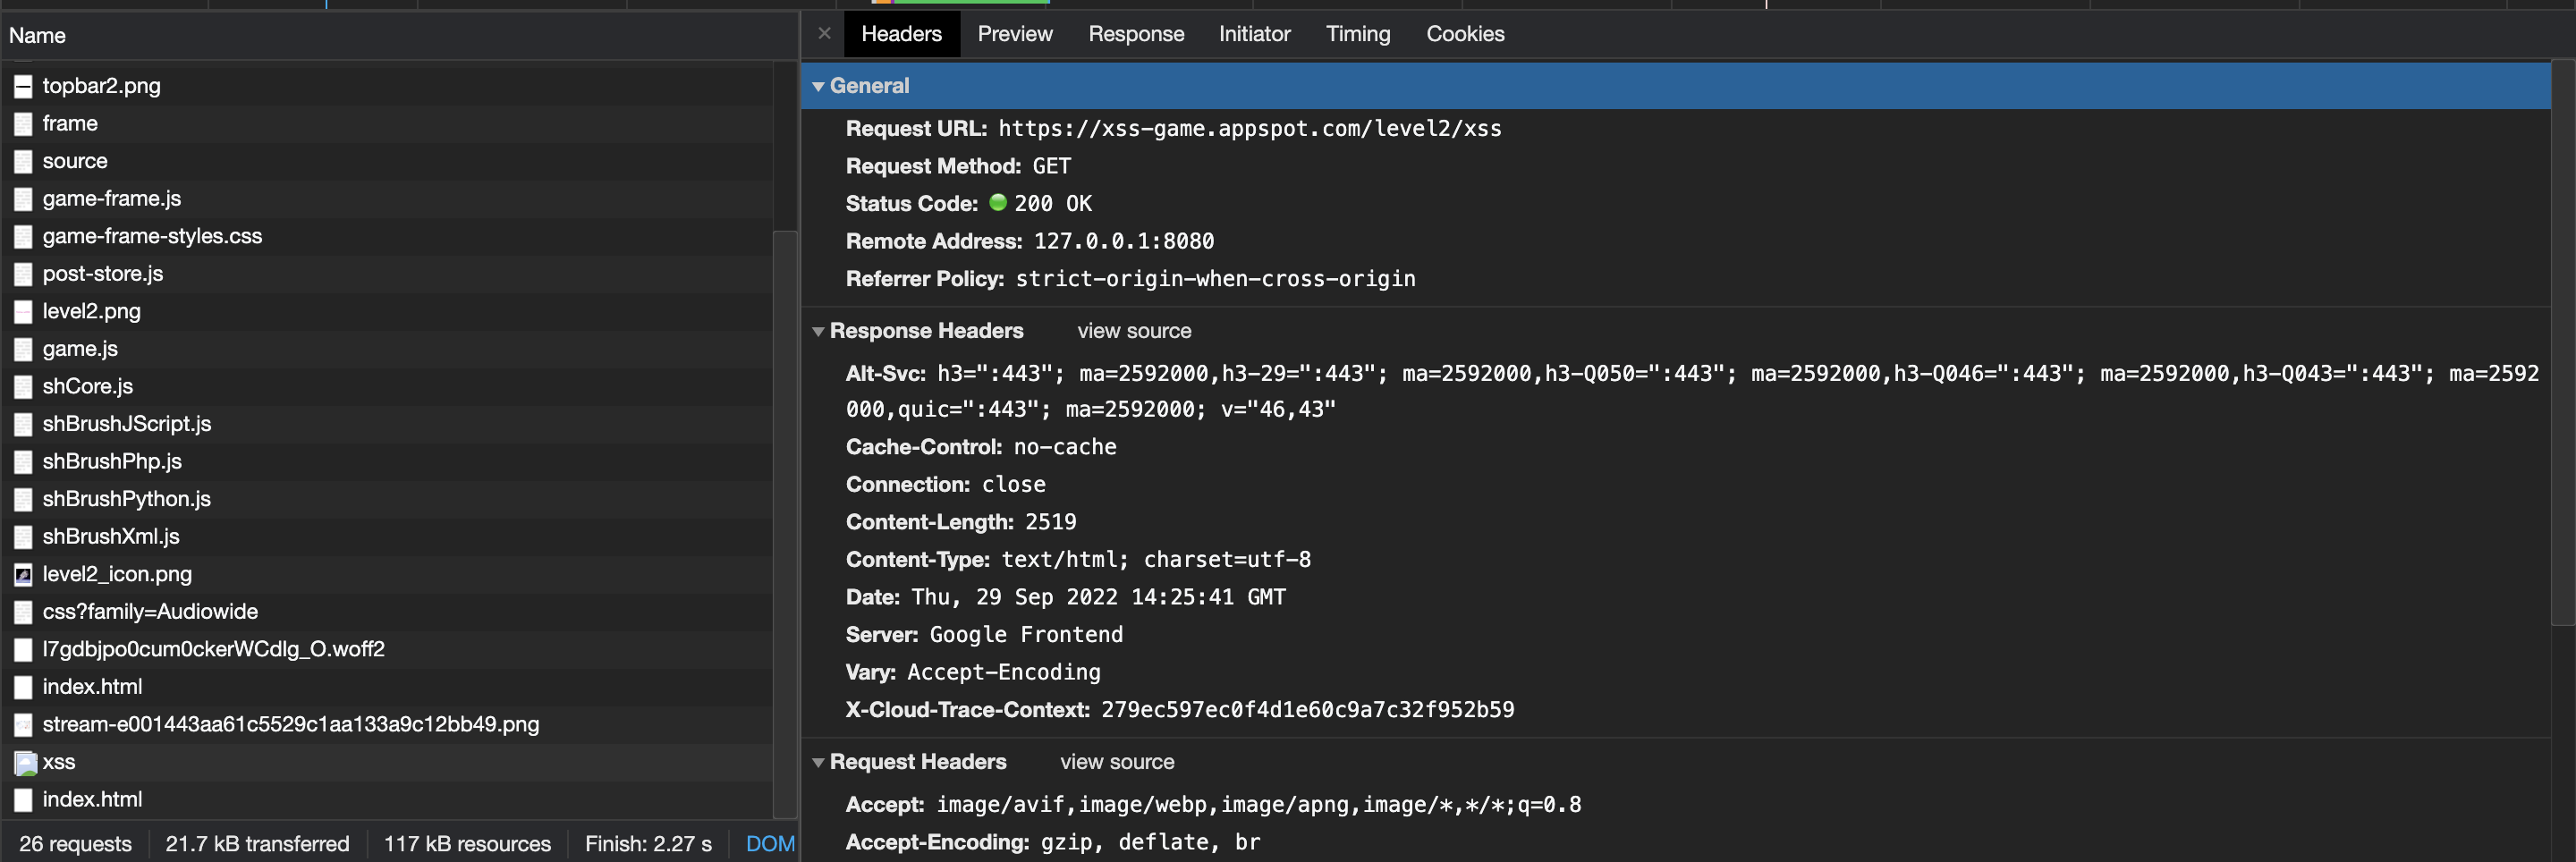 Name
topbar2.png
frame
source
game-frame.js
game-frame-styles.css
post-store.js
level2.png
game.js
shCore.js
shBrushJScript.js
shBrushPhp.js
shBrushPython.js
shBrushXml.js
level2_icon.png
css?family=Audiowide
l7gdbjpo0cum0ckerWCdlg_O.woff2
index.html
stream-e001443aa61c5529c1aa133a9c12bb49.png
xss
index.html
26 requests 21.7 kB transferred 117 kB resources Finish: 2.27 s DOM
× Headers Preview Response Initiator Timing Cookies
▼ General
Request URL: https://xss-game.appspot.com/level2/xss
Request Method: GET
Status Code: 200 OK
Remote Address: 127.0.0.1:8080
Referrer Policy: strict-origin-when-cross-origin
▼ Response Headers view source
Alt-Svc: h3=":443"; ma=2592000,h3-29=":443"; ma=2592000,h3-Q050=":443"; ma=2592000,h3-Q046=":443"; ma=2592000,h3-Q043=":443"; ma=2592
000,quic=":443"; ma=2592000; v="46,43"
Cache-Control: no-cache
Connection: close
Content-Length: 2519
Content-Type: text/html; charset=utf-8
Date: Thu, 29 Sep 2022 14:25:41 GMT
Server: Google Frontend
Vary: Accept-Encoding
X-Cloud-Trace-Context: 279ec597ec0f4d1e60c9a7c32f952b59
▼ Request Headers view source
Accept: image/avif,image/webp,image/apng,image/*,*/*;q=0.8
Accept-Encoding: gzip, deflate, br